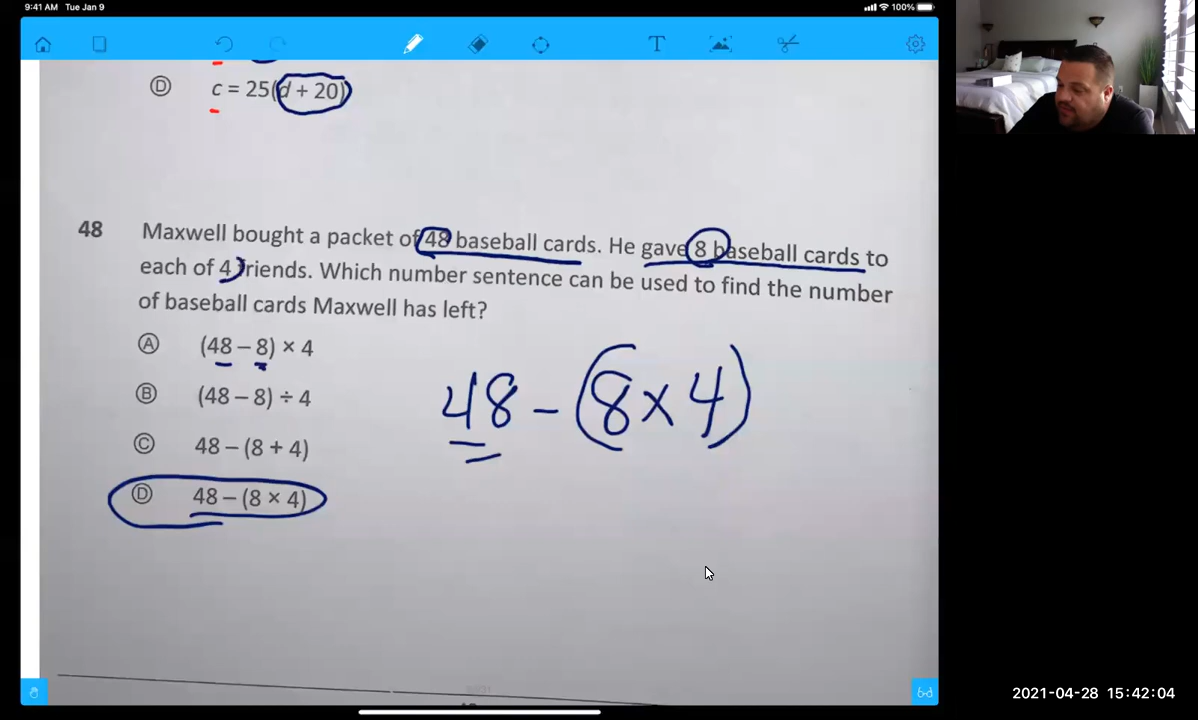 9:41 AM Tue Jan 9
100%
T
D c = 25(d + 20)
48 Maxwell bought a packet of 48 baseball cards. He gave 8 baseball cards to
each of 4 friends. Which number sentence can be used to find the number
of baseball cards Maxwell has left?
A (48 – 8) × 4
B (48 – 8) ÷ 4
C 48 – (8 + 4)
D 48 – (8 × 4)
48 – (8 × 4)
2021-04-28 15:42:04